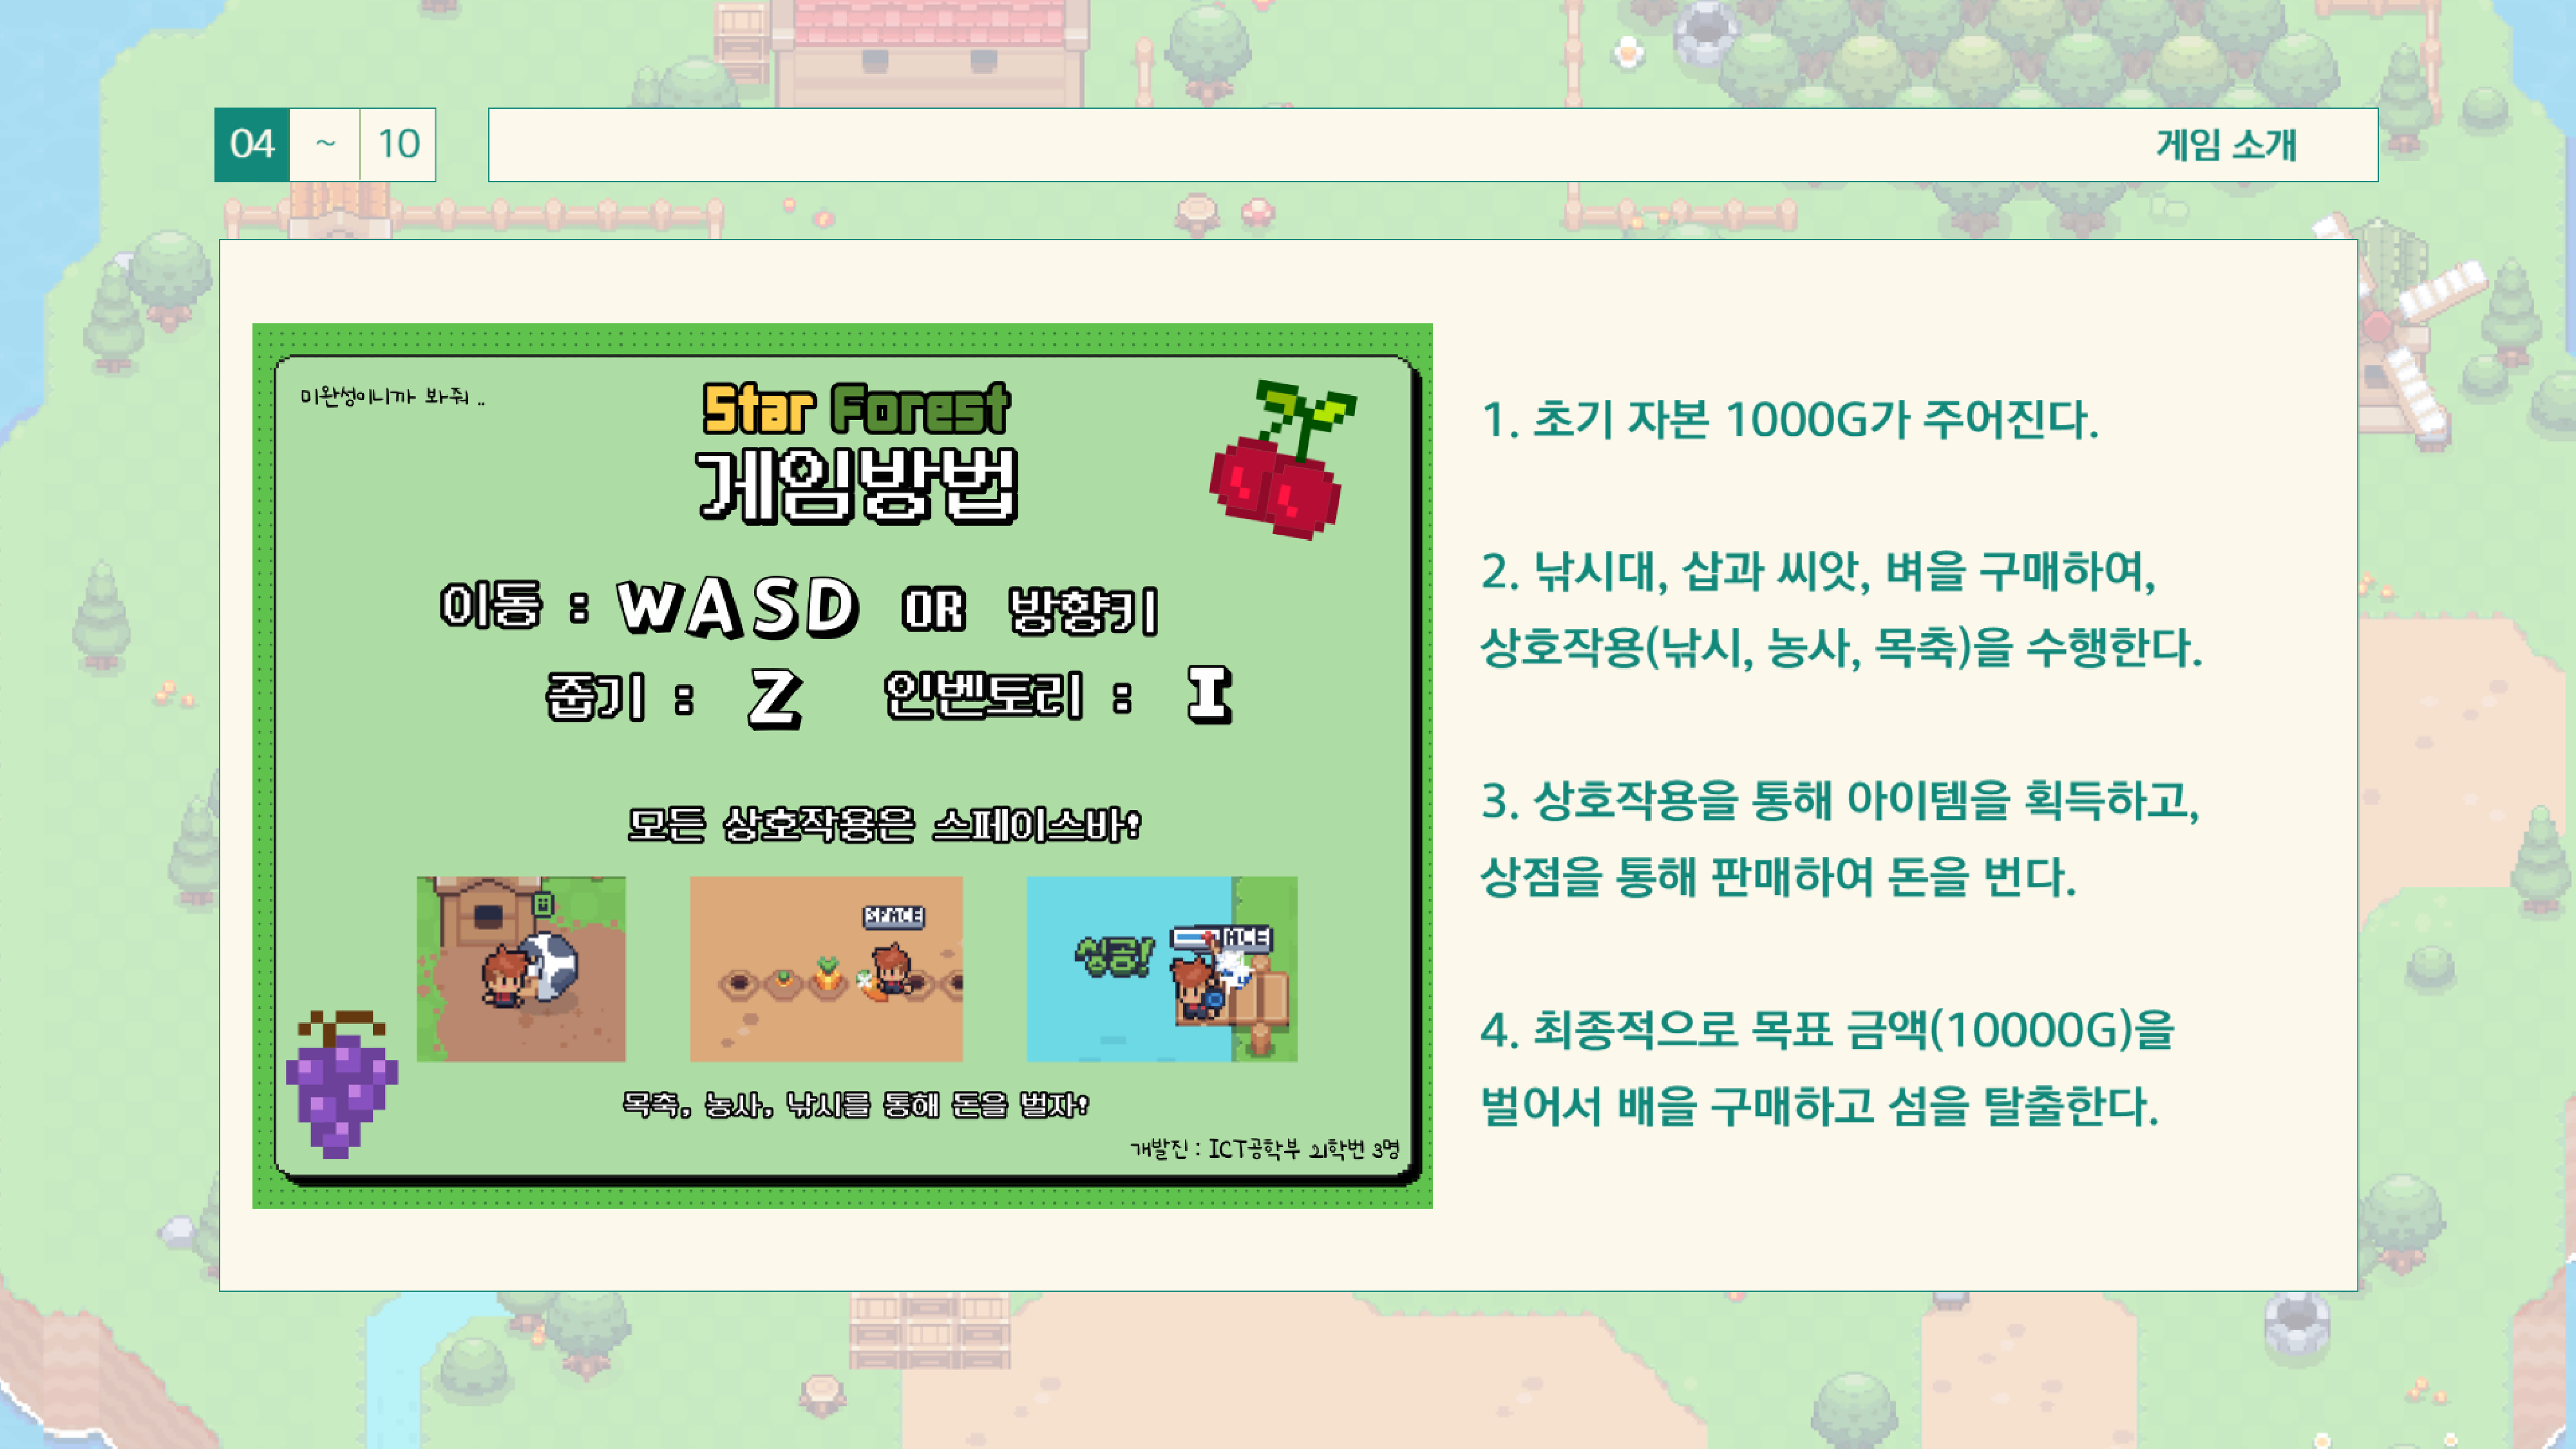 04 ~ 10
게임 소개
미완성이니까 봐줘 ..
Star Forest
게임방법
이동 : WASD OR 방향키
줍기 : Z 인벤토리 : I
모든 상호작용은 스페이스바!
SPACE
성공!
ACE
목축, 농사, 낚시를 통해 돈을 벌자!
개발진 : ICT공학부 21학번 3명
1. 초기 자본 1000G가 주어진다.
2. 낚시대, 삽과 씨앗, 벼을 구매하여,
상호작용(낚시, 농사, 목축)을 수행한다.
3. 상호작용을 통해 아이템을 획득하고,
상점을 통해 판매하여 돈을 번다.
4. 최종적으로 목표 금액(10000G)을
벌어서 배을 구매하고 섬을 탈출한다.